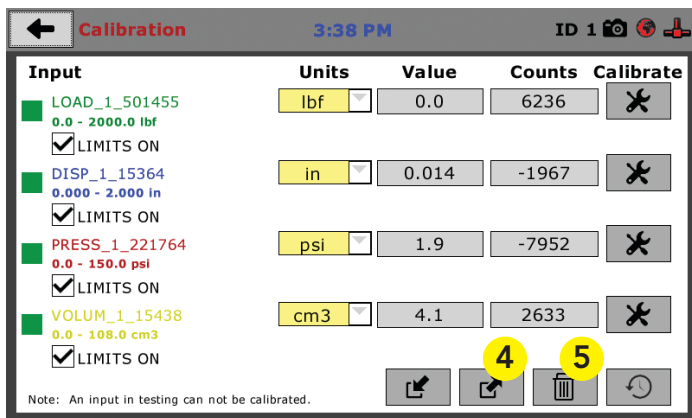 Calibration 3:38 PM ID 1
Input Units Value Counts Calibrate
LOAD_1_501455 lbf 0.0 6236
0.0 - 2000.0 lbf
LIMITS ON
DISP_1_15364 in 0.014 -1967
0.000 - 2.000 in
LIMITS ON
PRESS_1_221764 psi 1.9 -7952
0.0 - 150.0 psi
LIMITS ON
VOLUM_1_15438 cm3 4.1 2633
0.0 - 108.0 cm3
LIMITS ON
4 5
Note: An input in testing can not be calibrated.